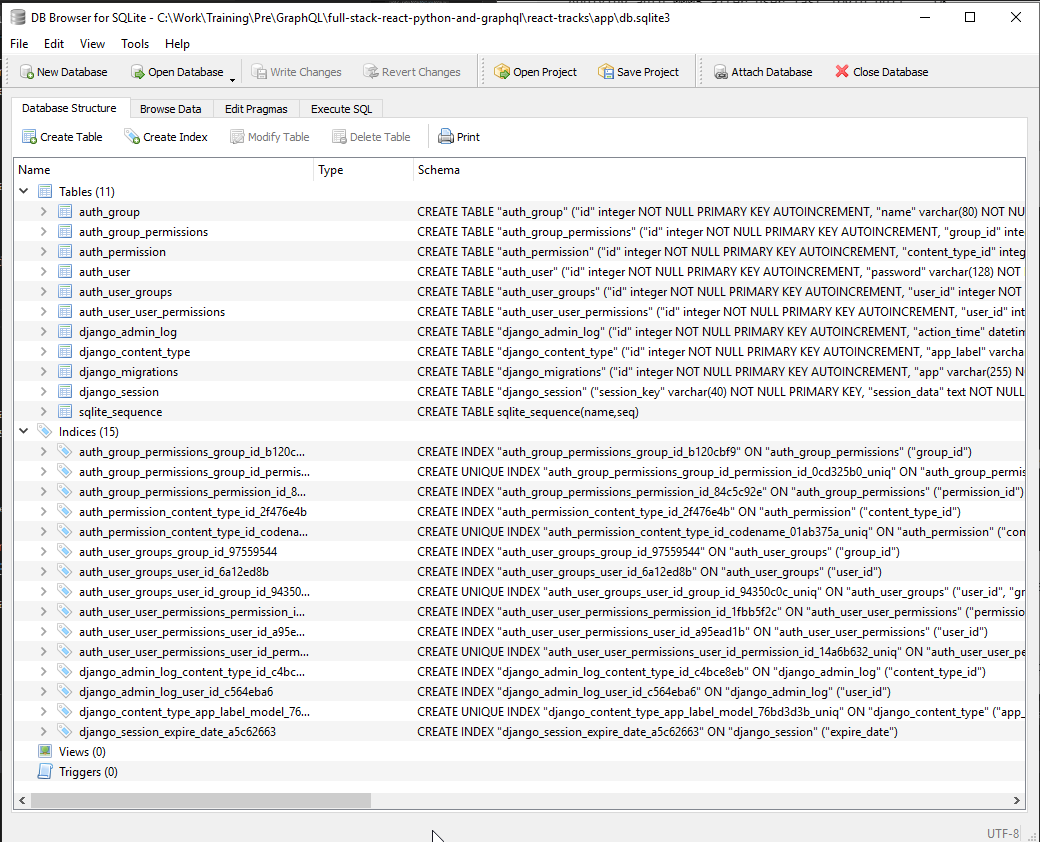 DB Browser for SQLite - C:\Work\Training\Pre\GraphQL\full-stack-react-python-and-graphql\react-tracks\app\db.sqlite3
File Edit View Tools Help
New Database Open Database Write Changes Revert Changes Open Project Save Project Attach Database Close Database
Database Structure Browse Data Edit Pragmas Execute SQL
Create Table Create Index Modify Table Delete Table Print
Name Type Schema
Tables (11)
auth_group CREATE TABLE "auth_group" ("id" integer NOT NULL PRIMARY KEY AUTOINCREMENT, "name" varchar(80) NOT NU
auth_group_permissions CREATE TABLE "auth_group_permissions" ("id" integer NOT NULL PRIMARY KEY AUTOINCREMENT, "group_id" inte
auth_permission CREATE TABLE "auth_permission" ("id" integer NOT NULL PRIMARY KEY AUTOINCREMENT, "content_type_id" integ
auth_user CREATE TABLE "auth_user" ("id" integer NOT NULL PRIMARY KEY AUTOINCREMENT, "password" varchar(128) NOT
auth_user_groups CREATE TABLE "auth_user_groups" ("id" integer NOT NULL PRIMARY KEY AUTOINCREMENT, "user_id" integer NOT
auth_user_user_permissions CREATE TABLE "auth_user_user_permissions" ("id" integer NOT NULL PRIMARY KEY AUTOINCREMENT, "user_id" int
django_admin_log CREATE TABLE "django_admin_log" ("id" integer NOT NULL PRIMARY KEY AUTOINCREMENT, "action_time" datetim
django_content_type CREATE TABLE "django_content_type" ("id" integer NOT NULL PRIMARY KEY AUTOINCREMENT, "app_label" varcha
django_migrations CREATE TABLE "django_migrations" ("id" integer NOT NULL PRIMARY KEY AUTOINCREMENT, "app" varchar(255) N
django_session CREATE TABLE "django_session" ("session_key" varchar(40) NOT NULL PRIMARY KEY, "session_data" text NOT NULL
sqlite_sequence CREATE TABLE sqlite_sequence(name,seq)
Indices (15)
auth_group_permissions_group_id_b120c... CREATE INDEX "auth_group_permissions_group_id_b120cbf9" ON "auth_group_permissions" ("group_id")
auth_group_permissions_group_id_permis... CREATE UNIQUE INDEX "auth_group_permissions_group_id_permission_id_0cd325b0_uniq" ON "auth_group_permis
auth_group_permissions_permission_id_8... CREATE INDEX "auth_group_permissions_permission_id_84c5c92e" ON "auth_group_permissions" ("permission_id")
auth_permission_content_type_id_2f476e4b CREATE INDEX "auth_permission_content_type_id_2f476e4b" ON "auth_permission" ("content_type_id")
auth_permission_content_type_id_codena... CREATE UNIQUE INDEX "auth_permission_content_type_id_codename_01ab375a_uniq" ON "auth_permission" ("con
auth_user_groups_group_id_97559544 CREATE INDEX "auth_user_groups_group_id_97559544" ON "auth_user_groups" ("group_id")
auth_user_groups_user_id_6a12ed8b CREATE INDEX "auth_user_groups_user_id_6a12ed8b" ON "auth_user_groups" ("user_id")
auth_user_groups_user_id_group_id_94350... CREATE UNIQUE INDEX "auth_user_groups_user_id_group_id_94350c0c_uniq" ON "auth_user_groups" ("user_id", "gr
auth_user_user_permissions_permission_i... CREATE INDEX "auth_user_user_permissions_permission_id_1fbb5f2c" ON "auth_user_user_permissions" ("permissio
auth_user_user_permissions_user_id_a95e... CREATE INDEX "auth_user_user_permissions_user_id_a95ead1b" ON "auth_user_user_permissions" ("user_id")
auth_user_user_permissions_user_id_perm... CREATE UNIQUE INDEX "auth_user_user_permissions_user_id_permission_id_14a6b632_uniq" ON "auth_user_user_pe
django_admin_log_content_type_id_c4bc... CREATE INDEX "django_admin_log_content_type_id_c4bce8eb" ON "django_admin_log" ("content_type_id")
django_admin_log_user_id_c564eba6 CREATE INDEX "django_admin_log_user_id_c564eba6" ON "django_admin_log" ("user_id")
django_content_type_app_label_model_76... CREATE UNIQUE INDEX "django_content_type_app_label_model_76bd3d3b_uniq" ON "django_content_type" ("app_
django_session_expire_date_a5c62663 CREATE INDEX "django_session_expire_date_a5c62663" ON "django_session" ("expire_date")
Views (0)
Triggers (0)
UTF-8